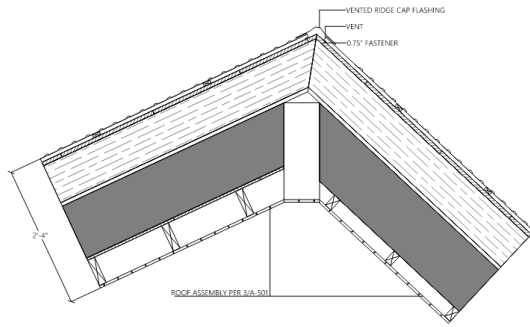 VENTED RIDGE CAP FLASHING
VENT
0.75" FASTENER
2'-4"
ROOF ASSEMBLY PER 3/A-501